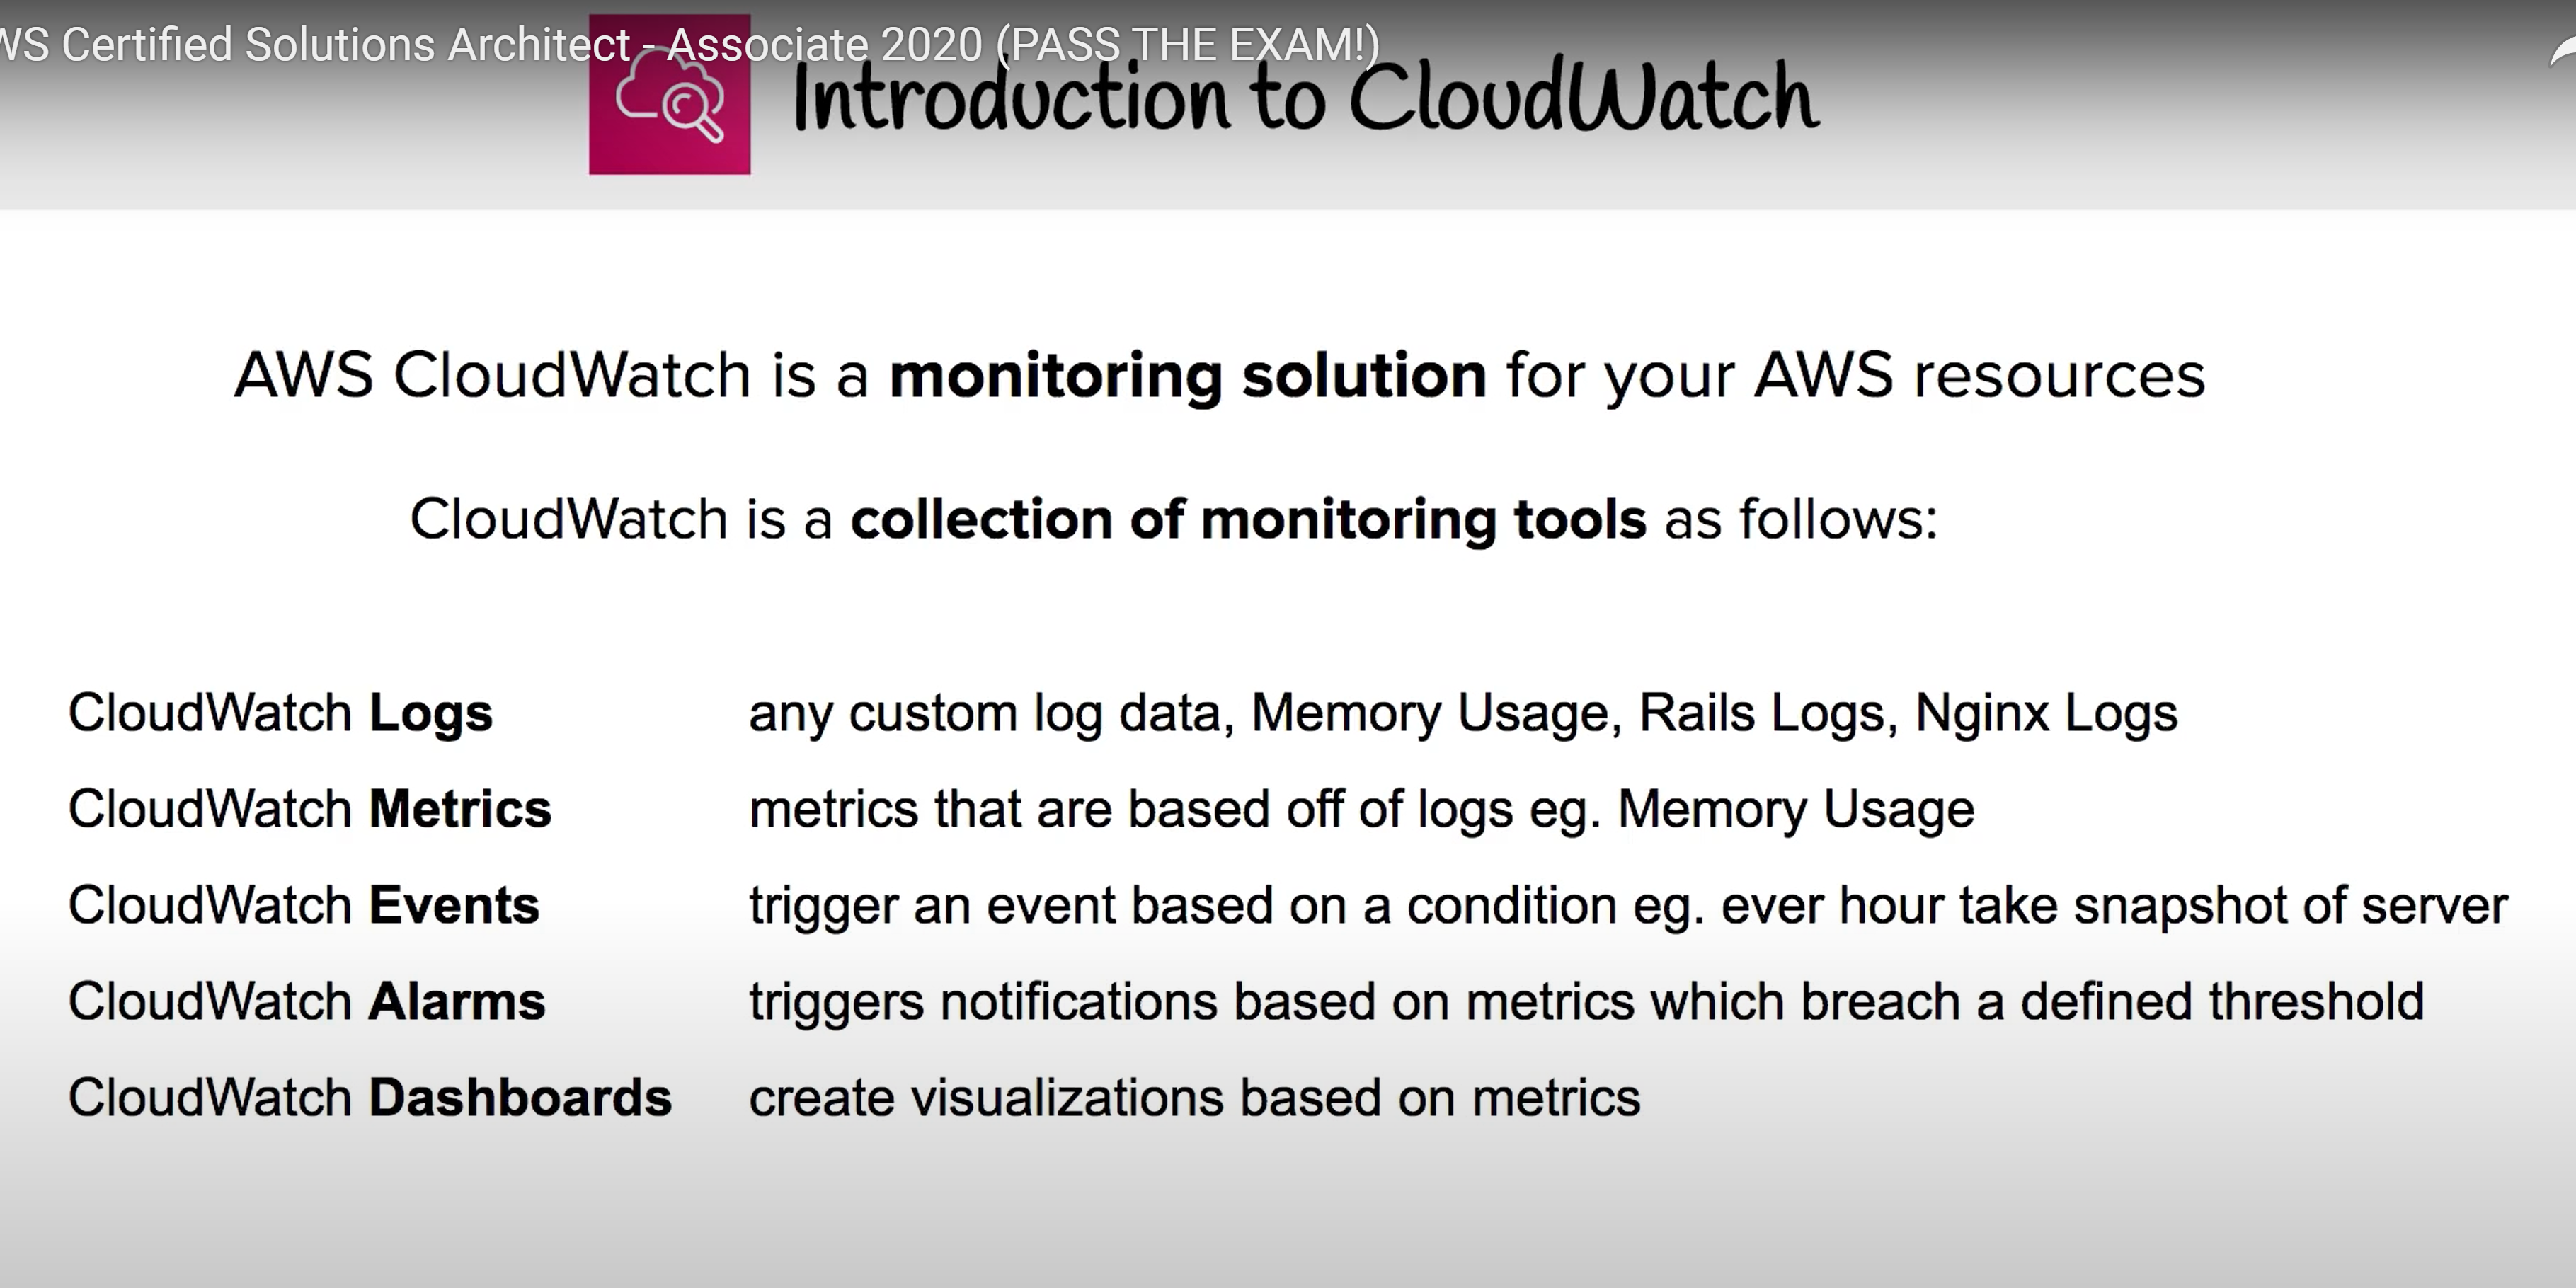 WS Certified Solutions Architect - Associate 2020 (PASS THE EXAM!)
Introduction to CloudWatch
AWS CloudWatch is a monitoring solution for your AWS resources
CloudWatch is a collection of monitoring tools as follows:
CloudWatch Logs any custom log data, Memory Usage, Rails Logs, Nginx Logs
CloudWatch Metrics metrics that are based off of logs eg. Memory Usage
CloudWatch Events trigger an event based on a condition eg. ever hour take snapshot of server
CloudWatch Alarms triggers notifications based on metrics which breach a defined threshold
CloudWatch Dashboards create visualizations based on metrics